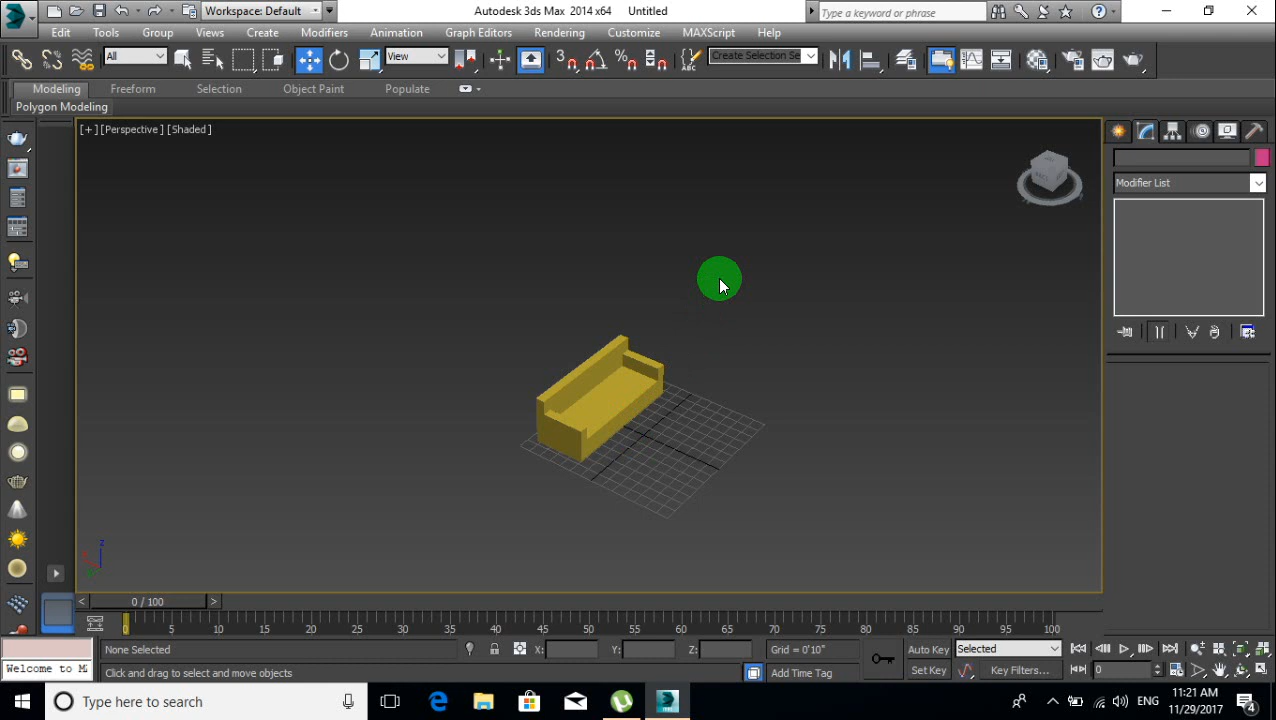 Workspace: Default
Autodesk 3ds Max 2014 x64 Untitled
Type a keyword or phrase
Edit Tools Group Views Create Modifiers Animation Graph Editors Rendering Customize MAXScript Help
All
View
3
Create Selection Se
Modeling Freeform Selection Object Paint Populate
Polygon Modeling
[+] [Perspective] [Shaded]
Modifier List
z
< 0 / 100 >
0 5 10 15 20 25 30 35 40 45 50 55 60 65 70 75 80 85 90 95 100
None Selected X: Y: Z: Grid = 0'10" Auto Key Selected
Welcome to M
Click and drag to select and move objects Add Time Tag Set Key Key Filters... 0
Type here to search
ENG
11:21 AM
11/29/2017
4